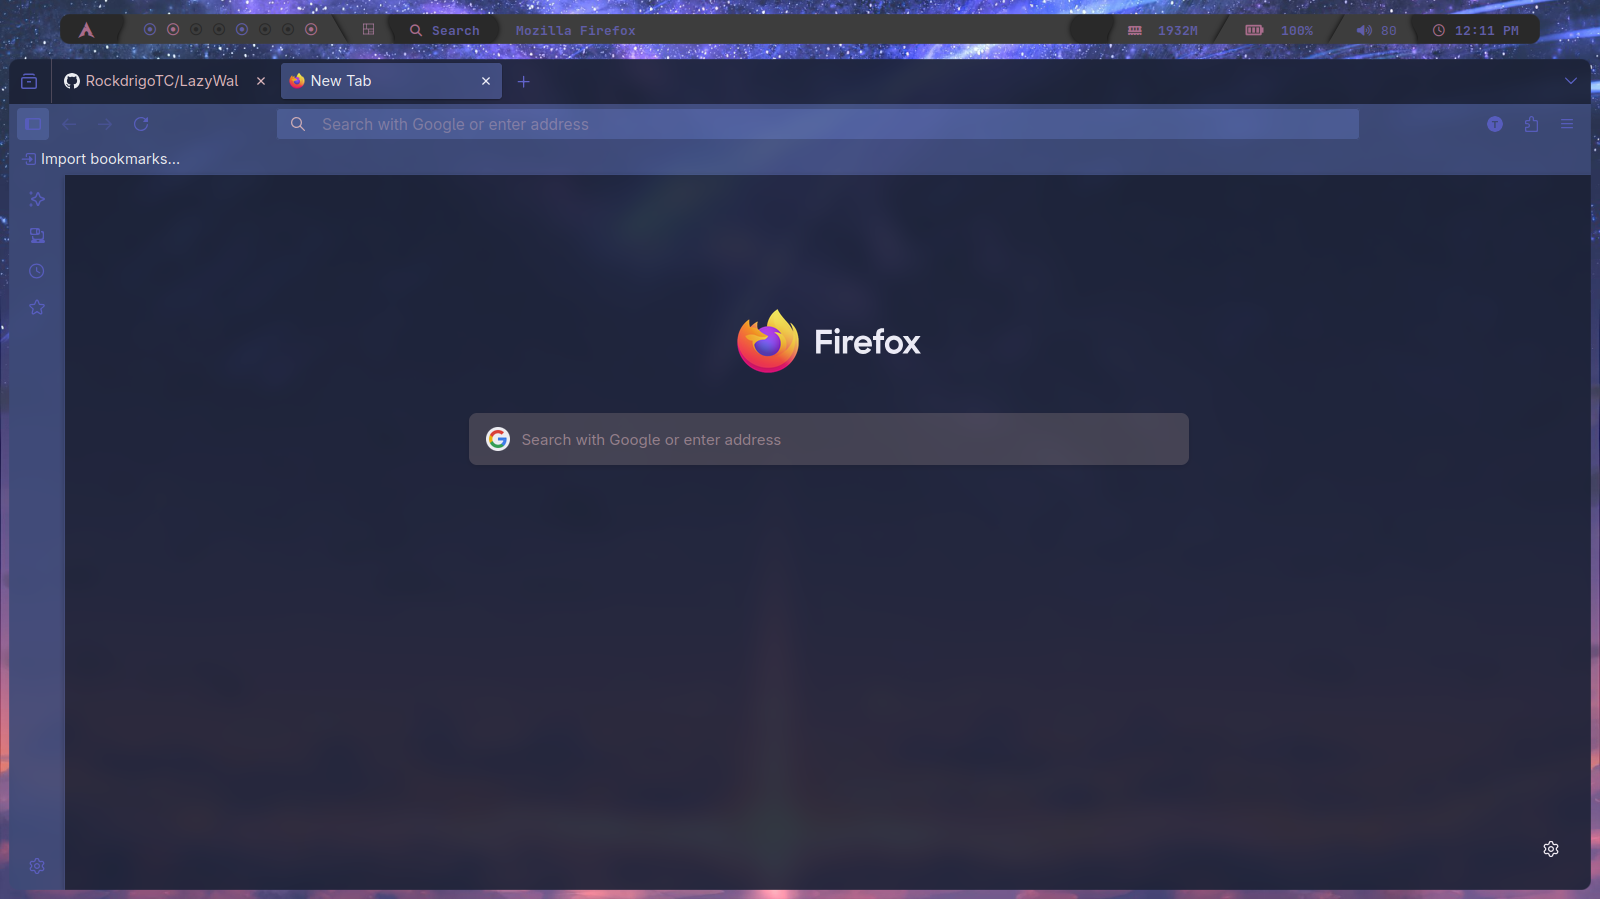 Search
Mozilla Firefox
1932M
100%
80
12:11 PM
RockdrigoTC/LazyWal
New Tab
Search with Google or enter address
T
Import bookmarks...
Firefox
Search with Google or enter address